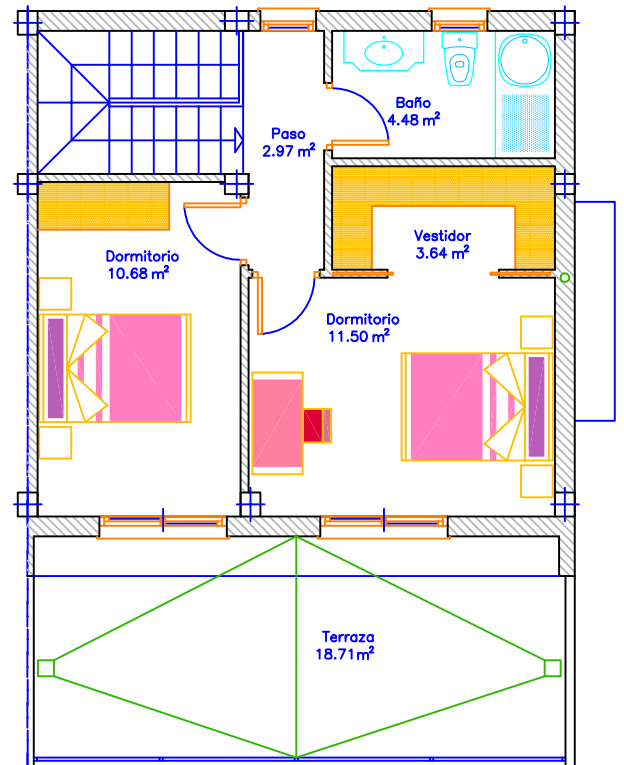 Baño
4.48 m²
Paso
2.97 m²
Vestidor
3.64 m²
Dormitorio
10.68 m²
Dormitorio
11.50 m²
Terraza
18.71 m²